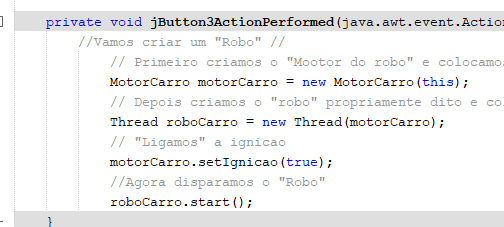 private void jButton3ActionPerformed(java.awt.event.Action
//Vamos criar um "Robo" //
// Primeiro criamos o "Mootor do robo" e colocamo
MotorCarro motorCarro = new MotorCarro(this);
// Depois criamos o "robo" propriamente dito e co
Thread roboCarro = new Thread(motorCarro);
// "Ligamos" a ignicao
motorCarro.setIgnicao(true);
//Agora disparamos o "Robo"
roboCarro.start();
}